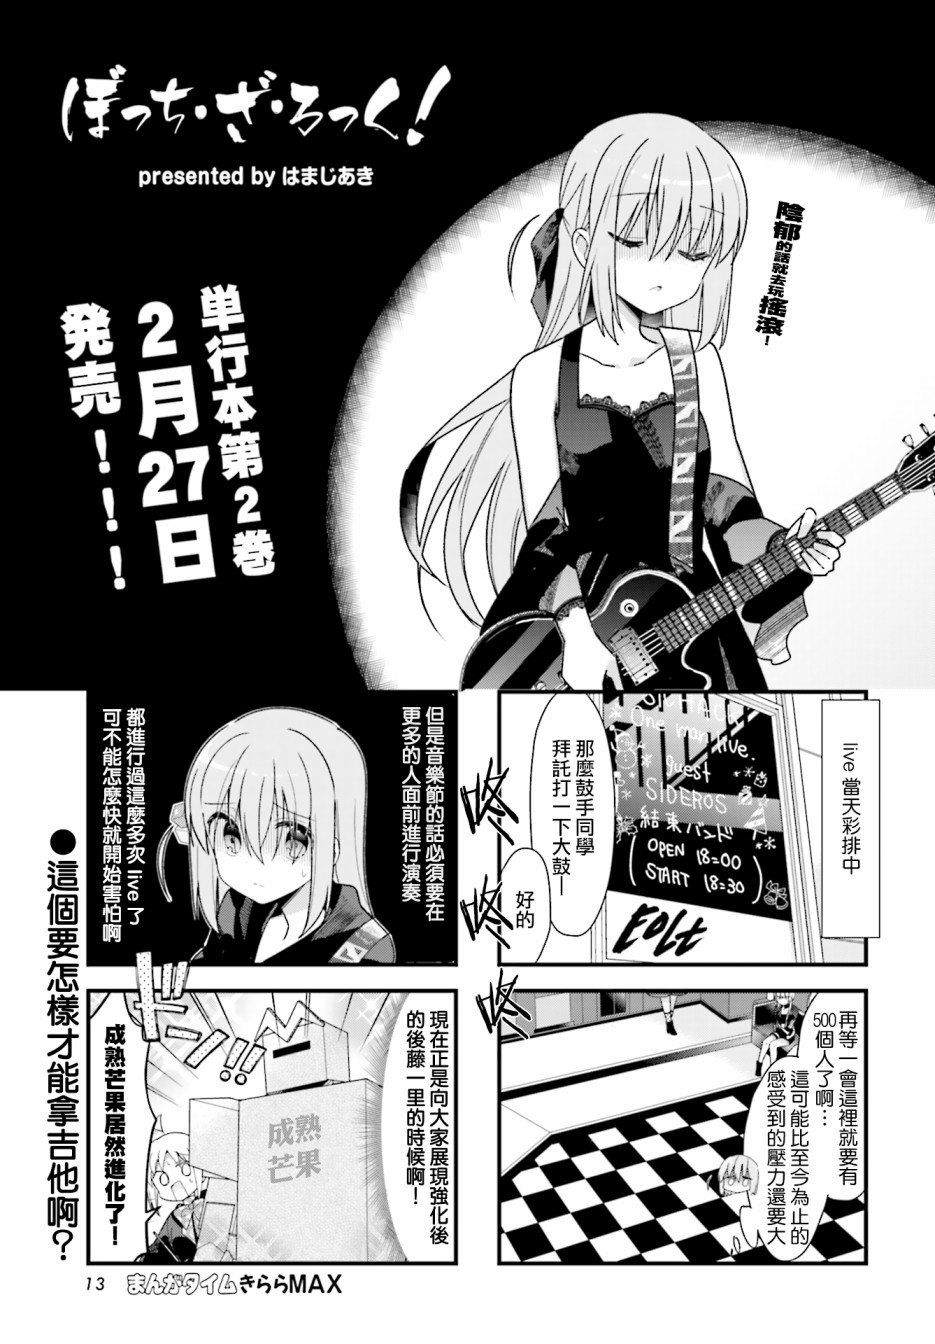 ぼっち・ざ・ろっく!
presented by はまじあき
陰郁的話就去玩搖滾!
単行本第2巻
2月27日
発売!!!
live 當天彩排中
One man live.
guest
SIDEROS
結束バンド
OPEN 18=00
START 18=30
FOLT
那麼鼓手同學
拜託打一下大鼓—
好的
咚
咚
咚
再等一會這裡就要有
500個人了啊…
這可能比至今為止的
感受到的壓力還要大
但是音樂節的話必須要在
更多的人面前進行演奏
都進行過這麼多次 live 了
可不能怎麼快就開始害怕啊
現在正是向大家展現強化後
的後藤一里的時候啊!
ドドン!!
成熟
芒果
成熟芒果居然進化了!
●這個要怎樣才能拿吉他啊?
13
まんがタイムきららMAX